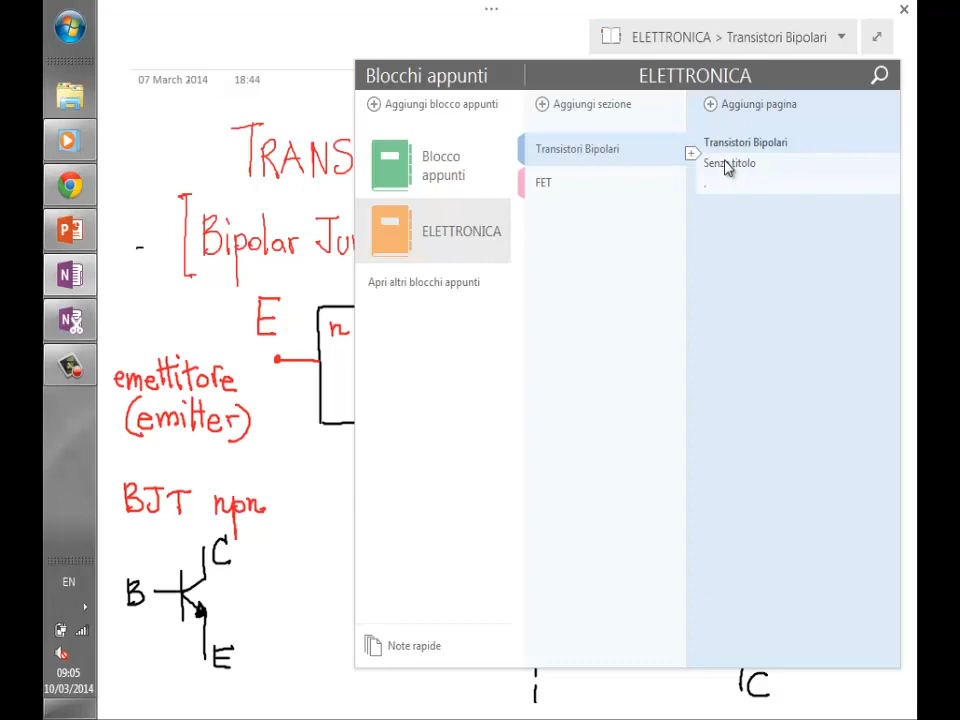 ELETTRONICA > Transistori Bipolari
07 March 2014 18:44
Blocchi appunti
ELETTRONICA
Aggiungi blocco appunti
Aggiungi sezione
Aggiungi pagina
Blocco
appunti
ELETTRONICA
Apri altri blocchi appunti
Note rapide
Transistori Bipolari
FET
Transistori Bipolari
Senza titolo
TRANS
[Bipolar Ju
E
n
emettitore
(emitter)
BJT npn
C
B
E
C
EN
09:05
10/03/2014